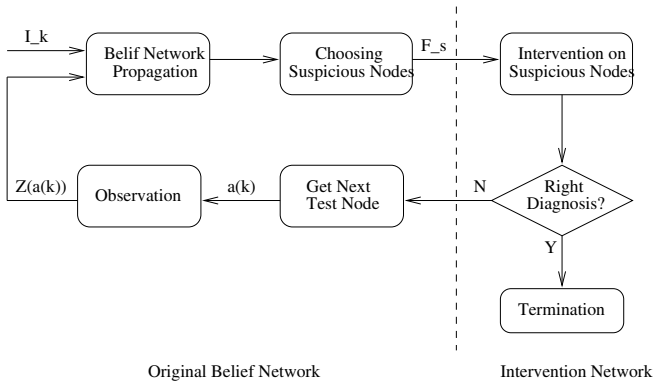 I_k
Belif Network
Propagation
Choosing
Suspicious Nodes
F_s
Intervention on
Suspicious Nodes
Z(a(k))
Observation
a(k)
Get Next
Test Node
N
Right
Diagnosis?
Y
Termination
Original Belief Network
Intervention Network